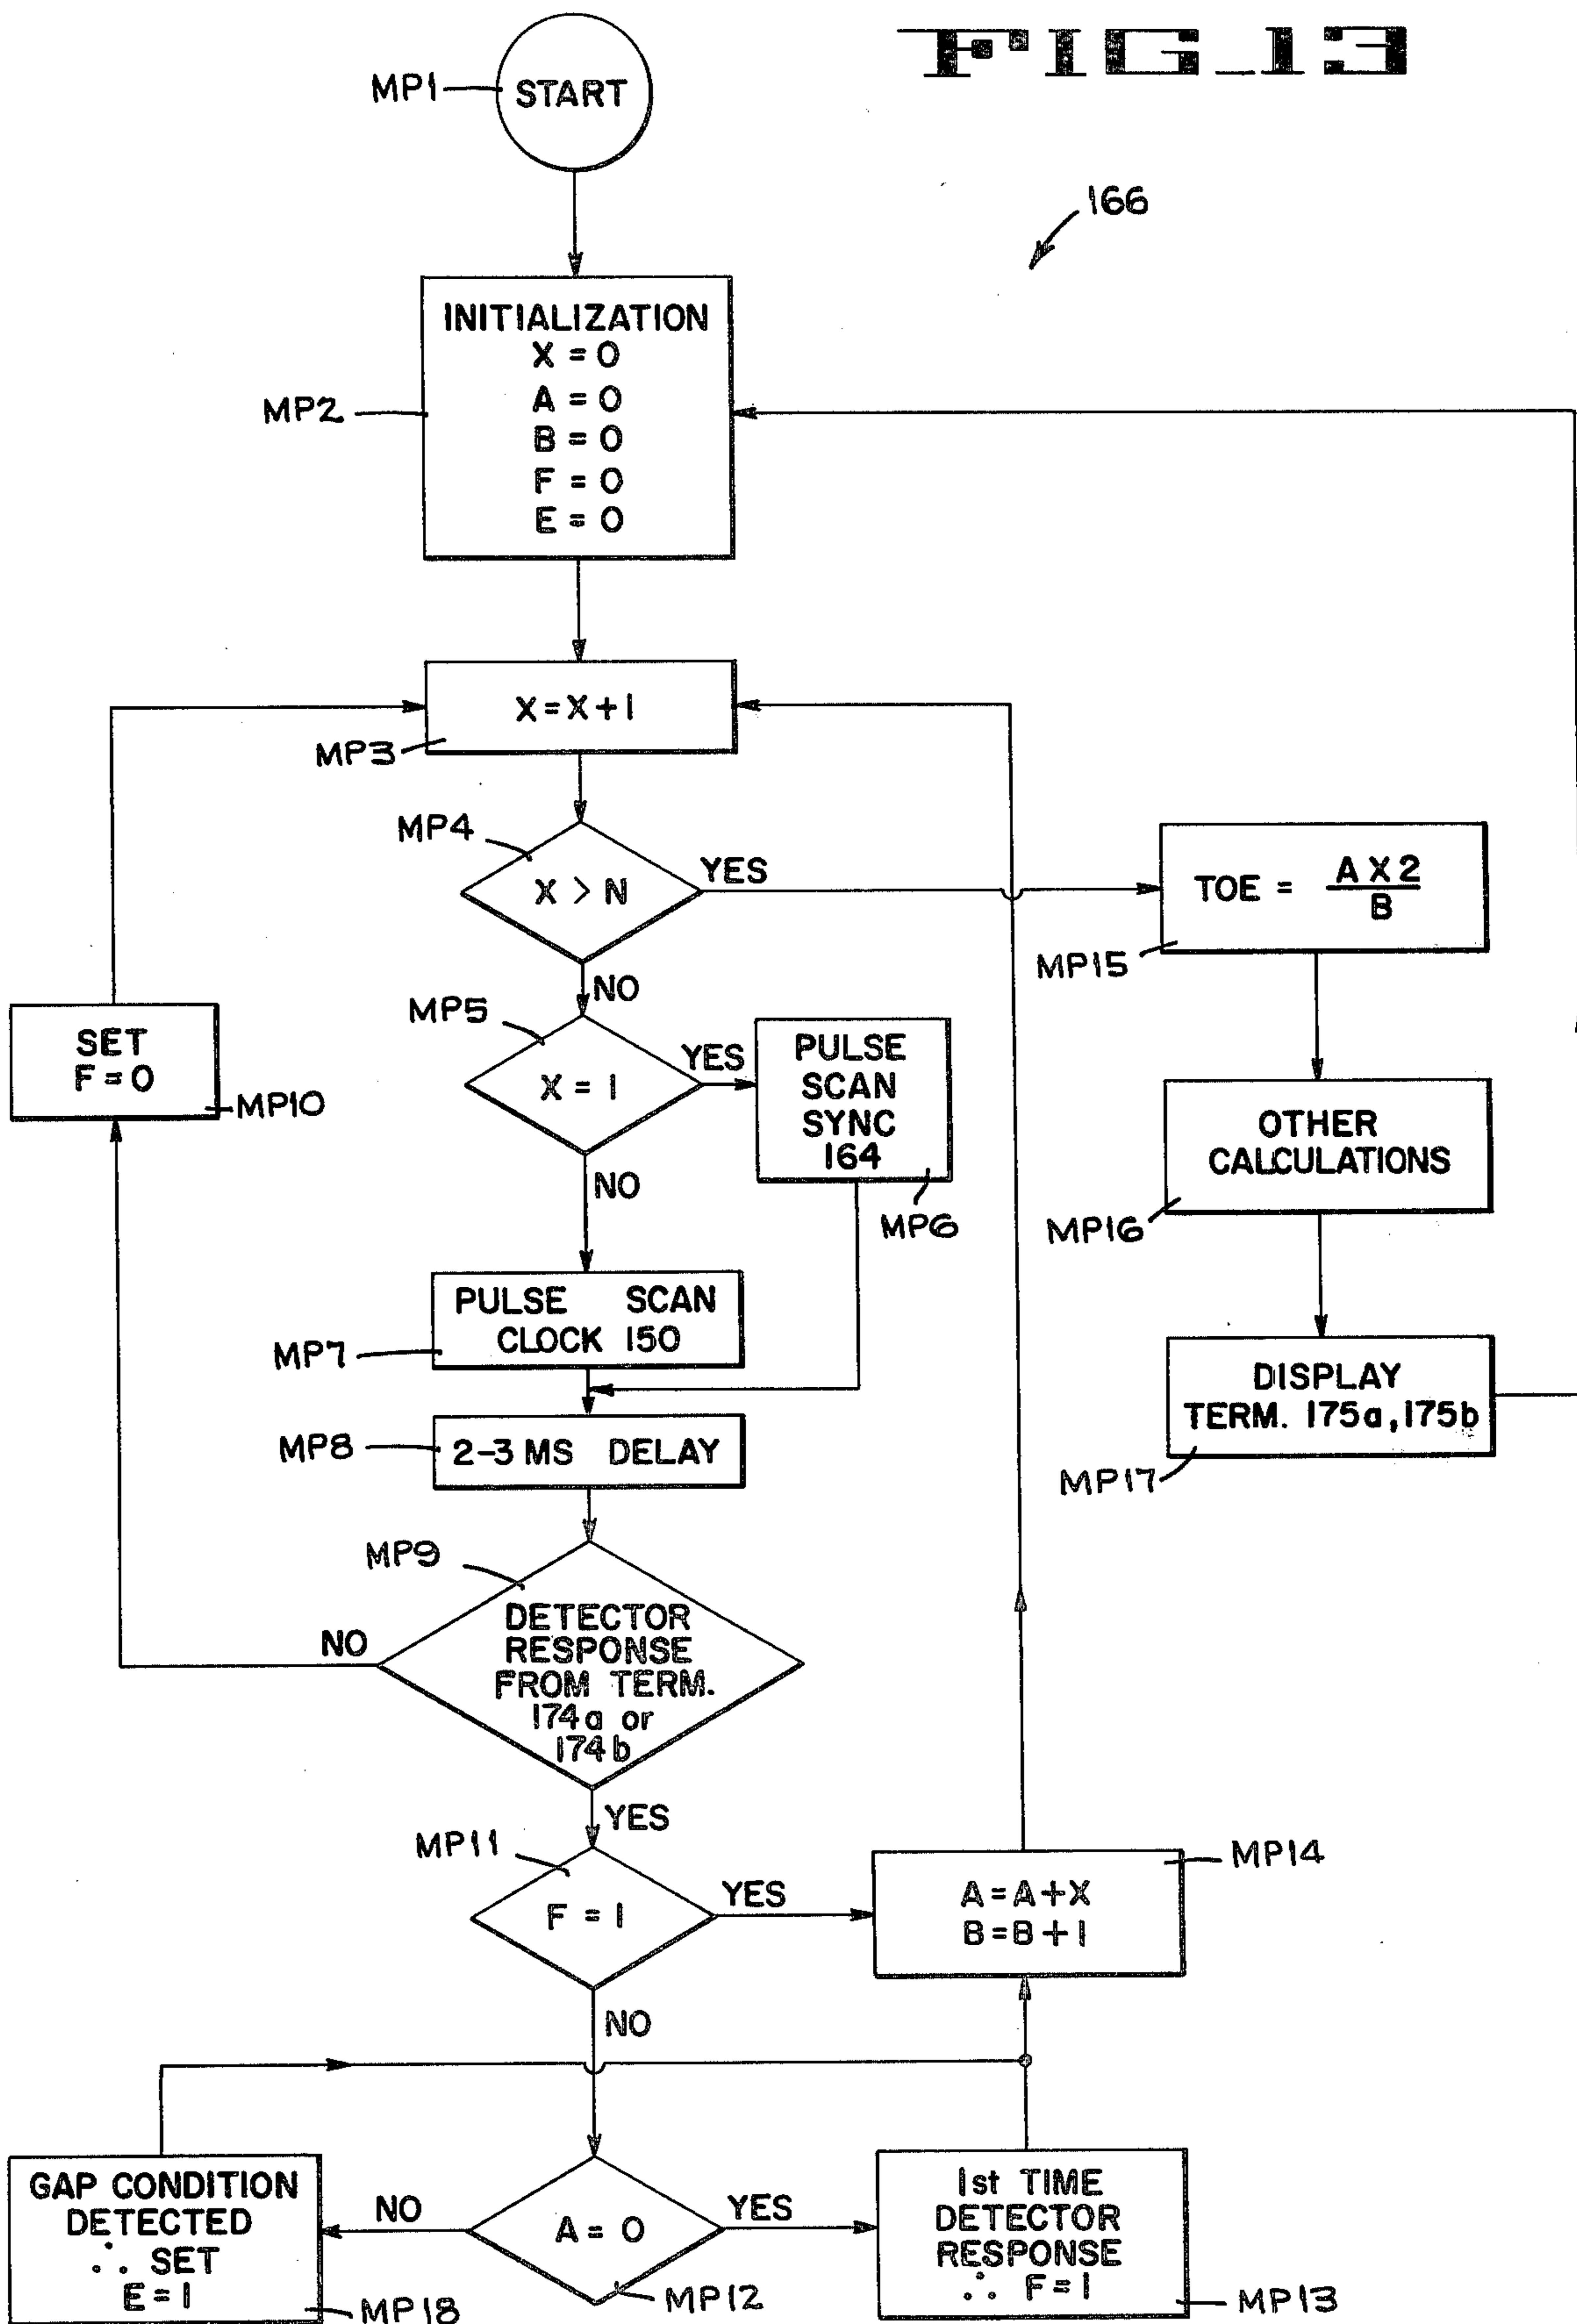 FIG_13
MP1
START
166
INITIALIZATION
X = 0
A = 0
B = 0
F = 0
E = 0
MP2
X = X + 1
MP3
MP4
X > N
YES
NO
TOE = A X 2
B
MP15
MP5
X = 1
YES
NO
PULSE
SCAN
SYNC
164
MP6
SET
F = 0
MP10
OTHER
CALCULATIONS
MP16
PULSE SCAN
CLOCK 150
MP7
DISPLAY
TERM. 175a, 175b
MP17
MP8
2-3 MS DELAY
MP9
DETECTOR
RESPONSE
FROM TERM.
174a or
174b
NO
YES
MP11
F = 1
YES
NO
MP14
A = A + X
B = B + 1
GAP CONDITION
DETECTED
∴ SET
E = 1
MP18
NO
A = 0
YES
MP12
1st TIME
DETECTOR
RESPONSE
∴ F = 1
MP13